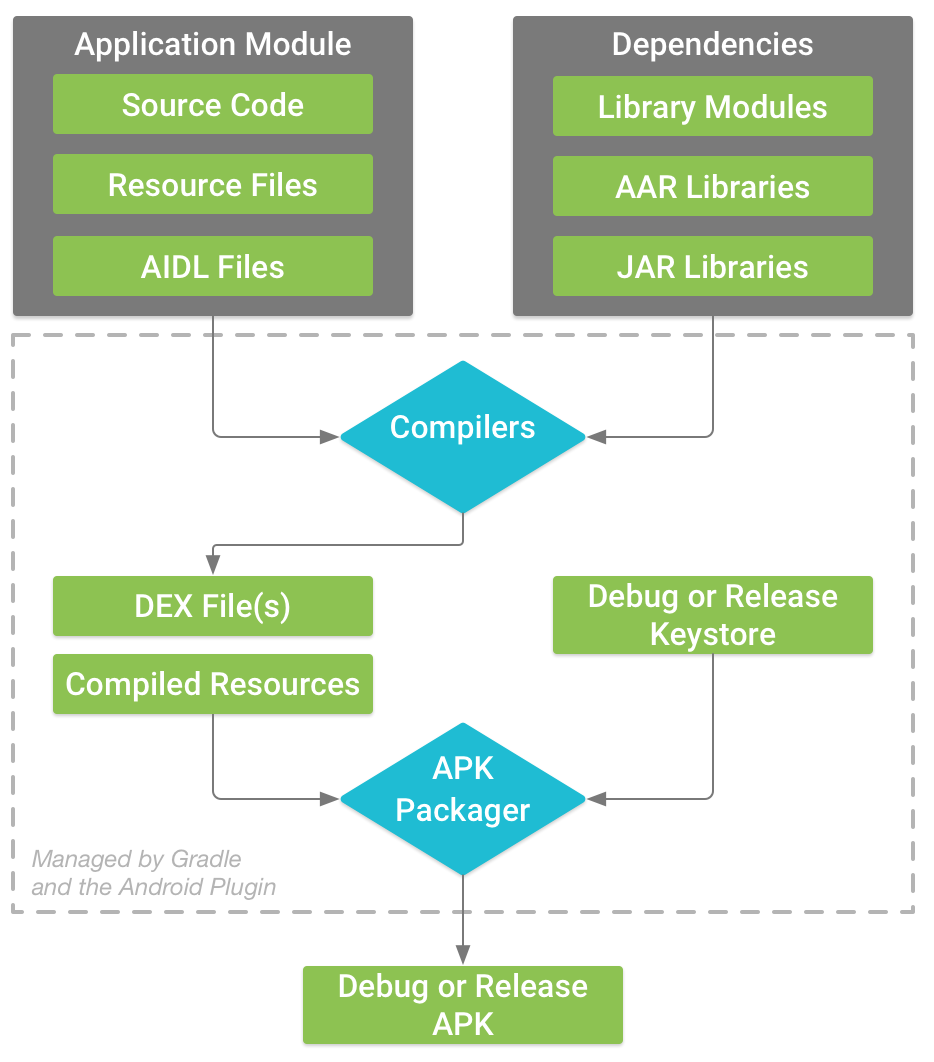 Application Module
Source Code
Resource Files
AIDL Files
Dependencies
Library Modules
AAR Libraries
JAR Libraries
Compilers
DEX File(s)
Compiled Resources
Debug or Release
Keystore
APK
Packager
Managed by Gradle
and the Android Plugin
Debug or Release
APK